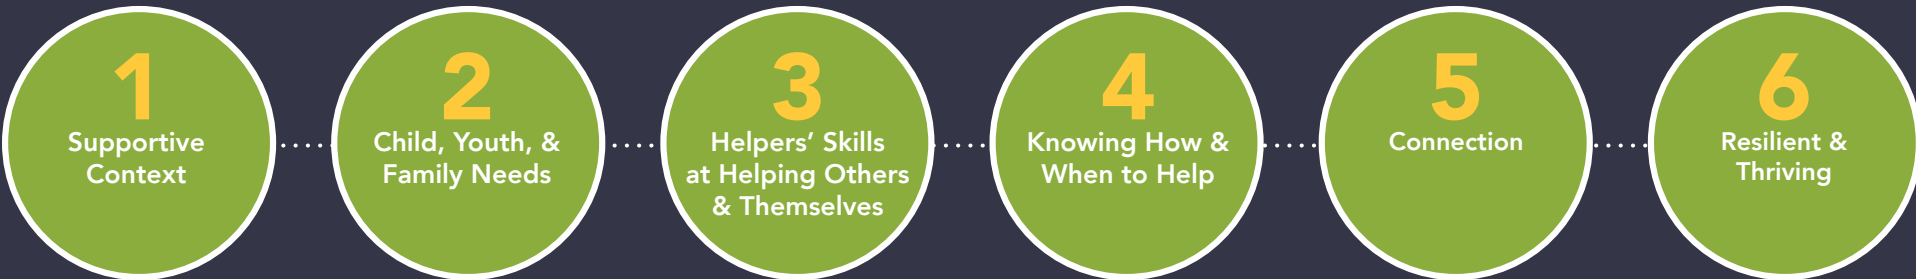 1
Supportive
Context
2
Child, Youth, &
Family Needs
3
Helpers’ Skills
at Helping Others
& Themselves
4
Knowing How &
When to Help
5
Connection
6
Resilient &
Thriving